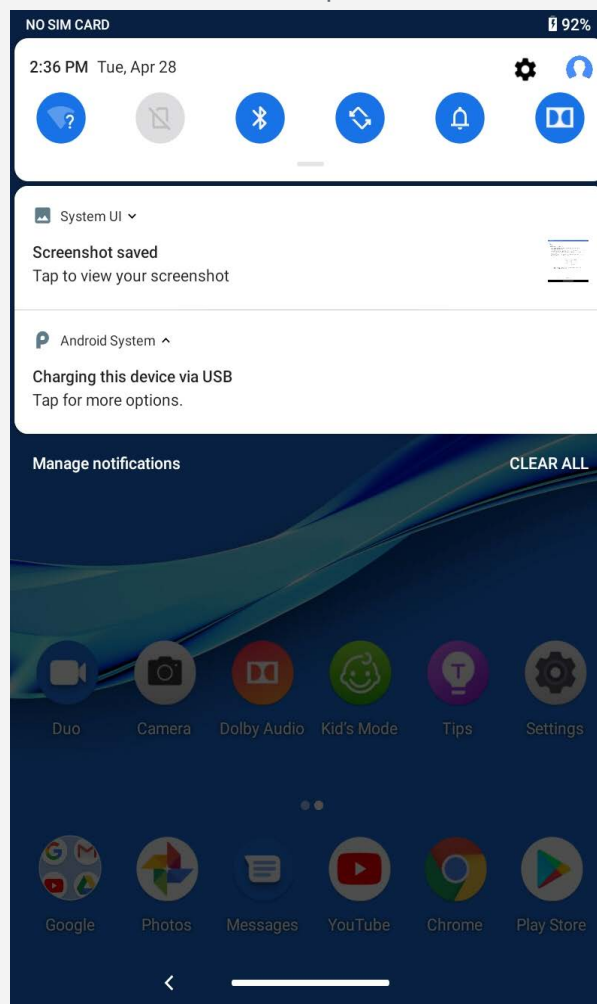 NO SIM CARD 92%
2:36 PM Tue, Apr 28
System UI
Screenshot saved
Tap to view your screenshot
Android System
Charging this device via USB
Tap for more options.
Manage notifications CLEAR ALL
Duo Camera Dolby Audio Kid's Mode Tips Settings
Google Photos Messages YouTube Chrome Play Store